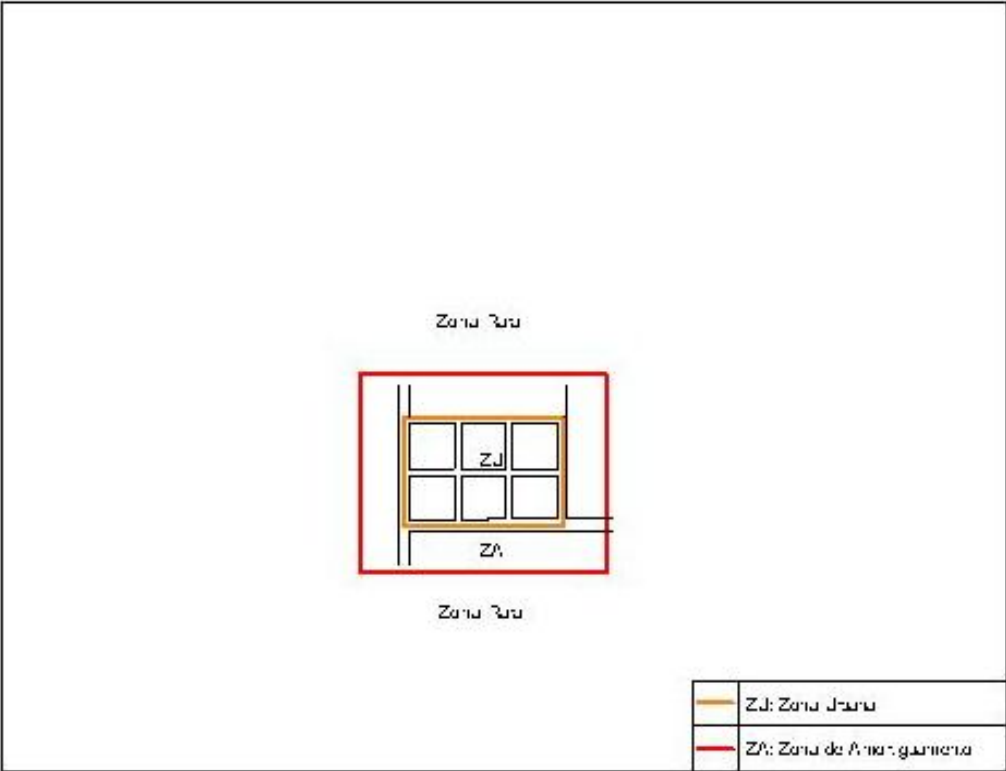 Zona Rural
ZU
ZA
Zona Rural
ZU: Zona Urbana
ZA: Zona de Amortiguamiento